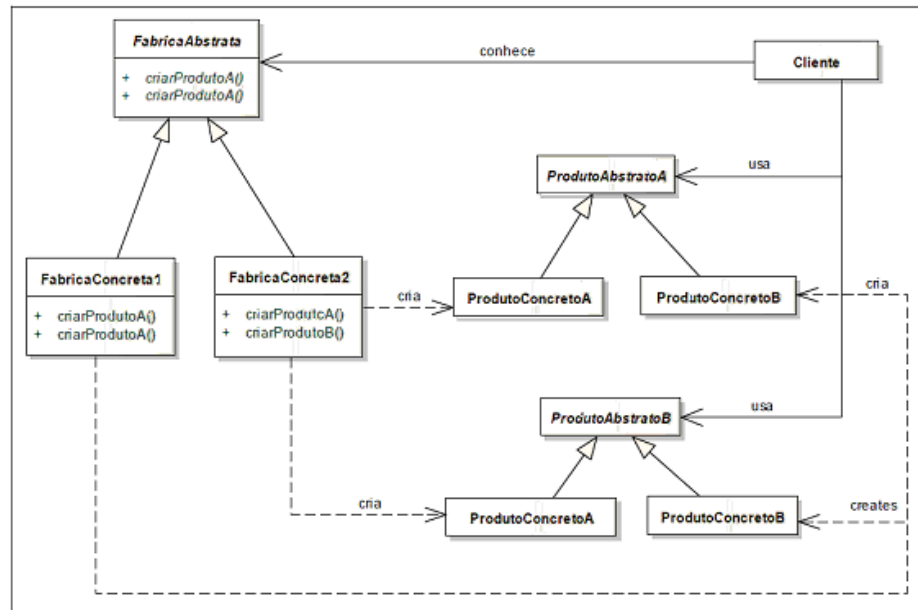 FabricaAbstrata
+ criarProdutoA()
+ criarProdutoA()
conhece
Cliente
ProdutoAbstratoA
usa
FabricaConcreta1
+ criarProdutoA()
+ criarProdutoA()
FabricaConcreta2
+ criarProdutoA()
+ criarProdutoB()
cria
ProdutoConcretoA
ProdutoConcretoB
cria
ProdutoAbstratoB
usa
cria
ProdutoConcretoA
ProdutoConcretoB
creates